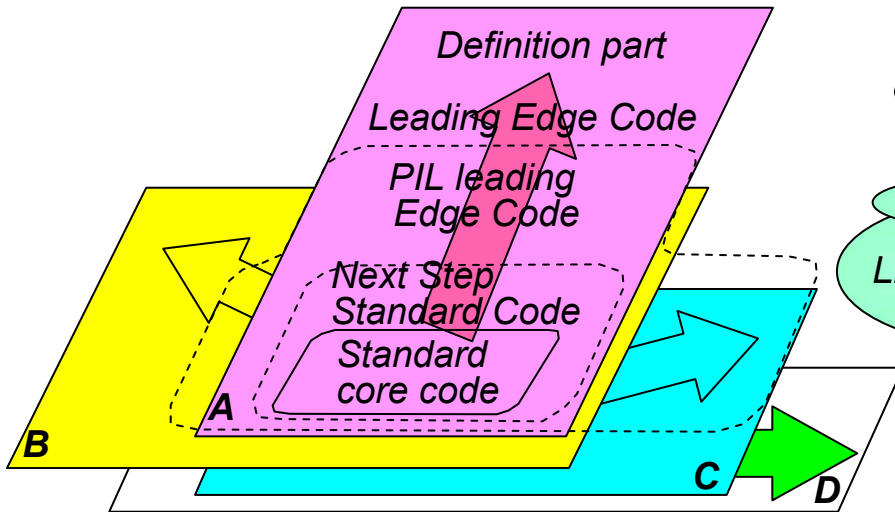 Definition part
Leading Edge Code
PIL leading
Edge Code
Next Step
Standard Code
Standard
core code
A
B
C
D